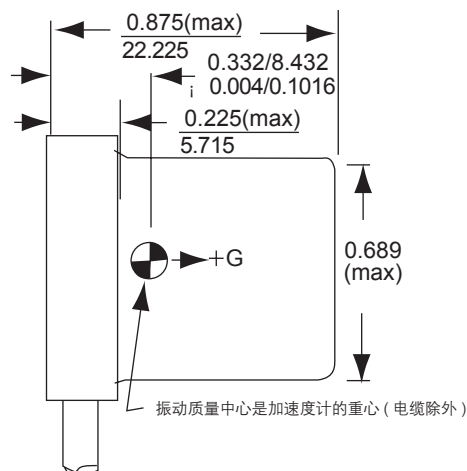 0.875(max)
22.225
0.332/8.432
¡ 0.004/0.1016
0.225(max)
5.715
+G
0.689
(max)
振动质量中心是加速度计的重心 ( 电缆除外 )